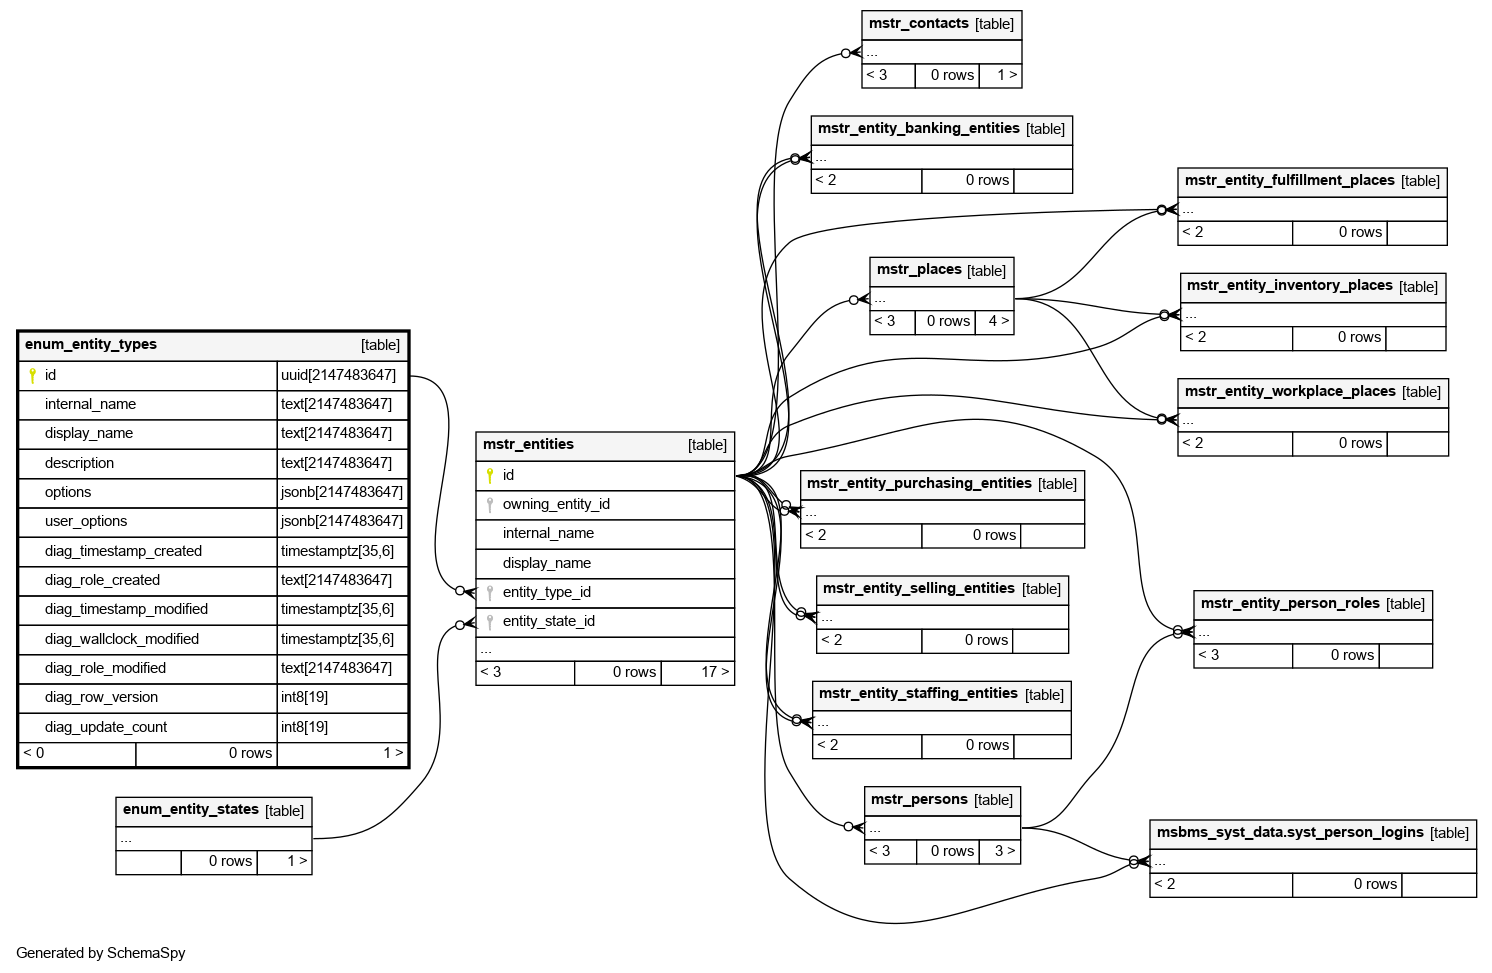 mstr_contacts [table]
...
< 3 0 rows 1 >
mstr_entity_banking_entities [table]
...
< 2 0 rows
mstr_entity_fulfillment_places [table]
...
< 2 0 rows
mstr_places [table]
...
< 3 0 rows 4 >
mstr_entity_inventory_places [table]
...
< 2 0 rows
enum_entity_types [table]
id uuid[2147483647]
internal_name text[2147483647]
display_name text[2147483647]
description text[2147483647]
options jsonb[2147483647]
user_options jsonb[2147483647]
diag_timestamp_created timestamptz[35,6]
diag_role_created text[2147483647]
diag_timestamp_modified timestamptz[35,6]
diag_wallclock_modified timestamptz[35,6]
diag_role_modified text[2147483647]
diag_row_version int8[19]
diag_update_count int8[19]
< 0 0 rows 1 >
mstr_entity_workplace_places [table]
...
< 2 0 rows
mstr_entities [table]
id
owning_entity_id
internal_name
display_name
entity_type_id
entity_state_id
...
< 3 0 rows 17 >
mstr_entity_purchasing_entities [table]
...
< 2 0 rows
mstr_entity_selling_entities [table]
...
< 2 0 rows
mstr_entity_person_roles [table]
...
< 3 0 rows
mstr_entity_staffing_entities [table]
...
< 2 0 rows
mstr_persons [table]
...
< 3 0 rows 3 >
enum_entity_states [table]
...
0 rows 1 >
msbms_syst_data.syst_person_logins [table]
...
< 2 0 rows
Generated by SchemaSpy